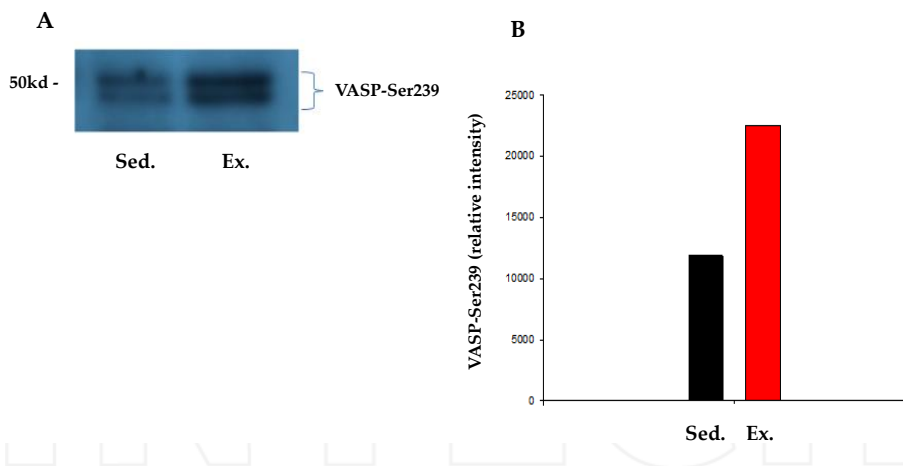 A
50kd -
VASP-Ser239
Sed.
Ex.
B
VASP-Ser239 (relative intensity)
25000
20000
15000
10000
5000
0
Sed.
Ex.